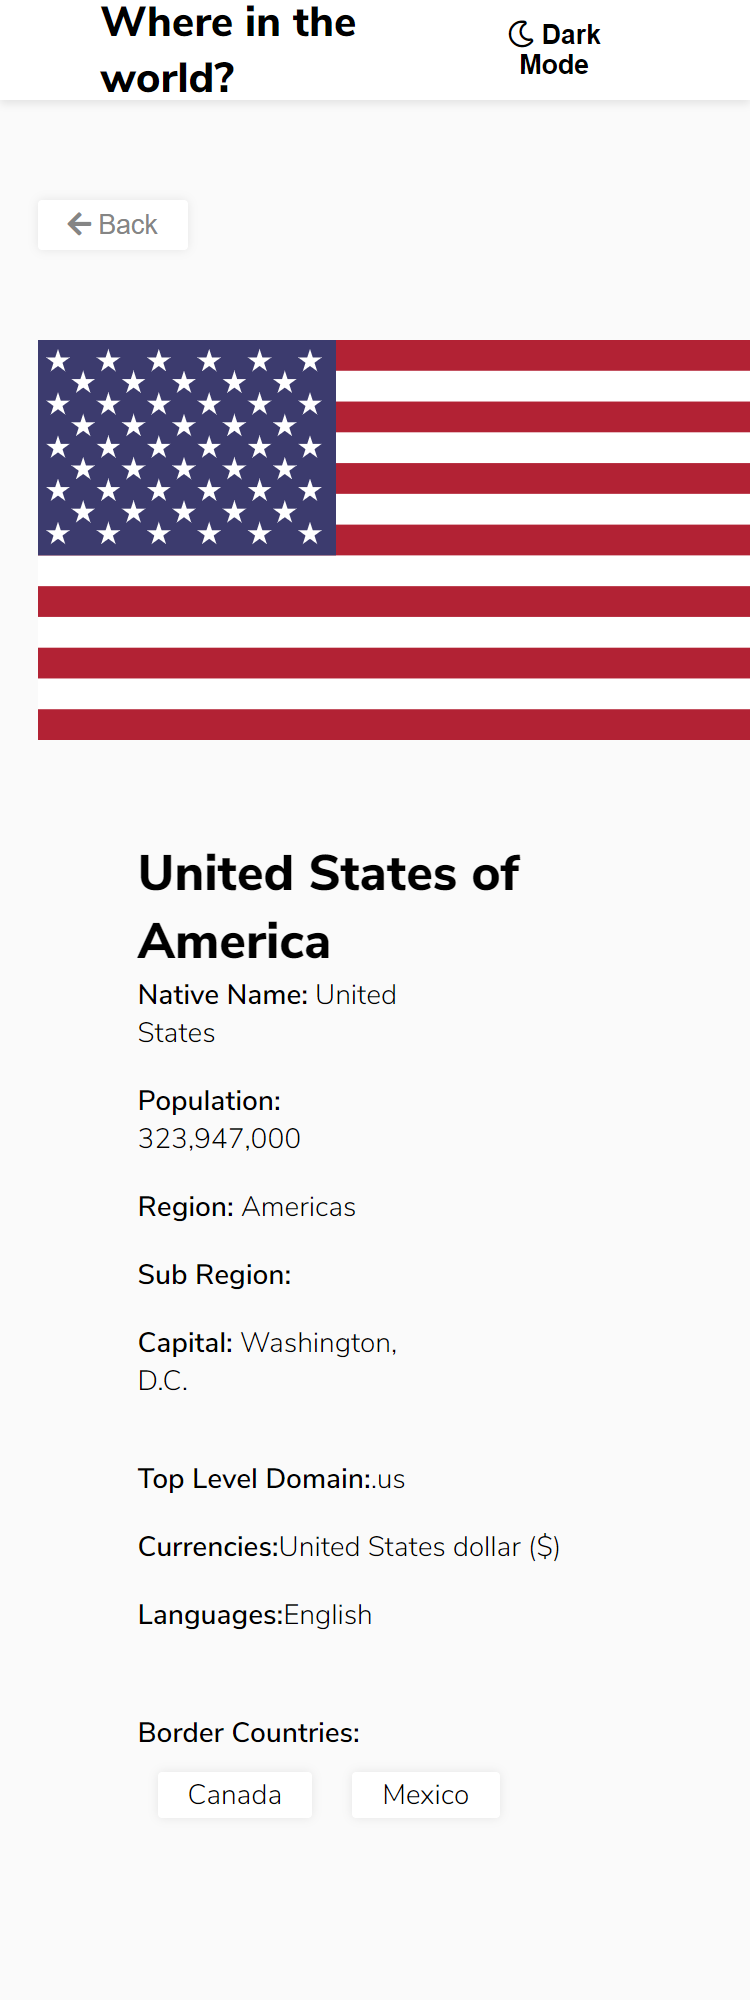 Where in the
world?
Dark
Mode
Back
United States of
America
Native Name: United
States
Population:
323,947,000
Region: Americas
Sub Region:
Capital: Washington,
D.C.
Top Level Domain:.us
Currencies:United States dollar ($)
Languages:English
Border Countries:
Canada Mexico